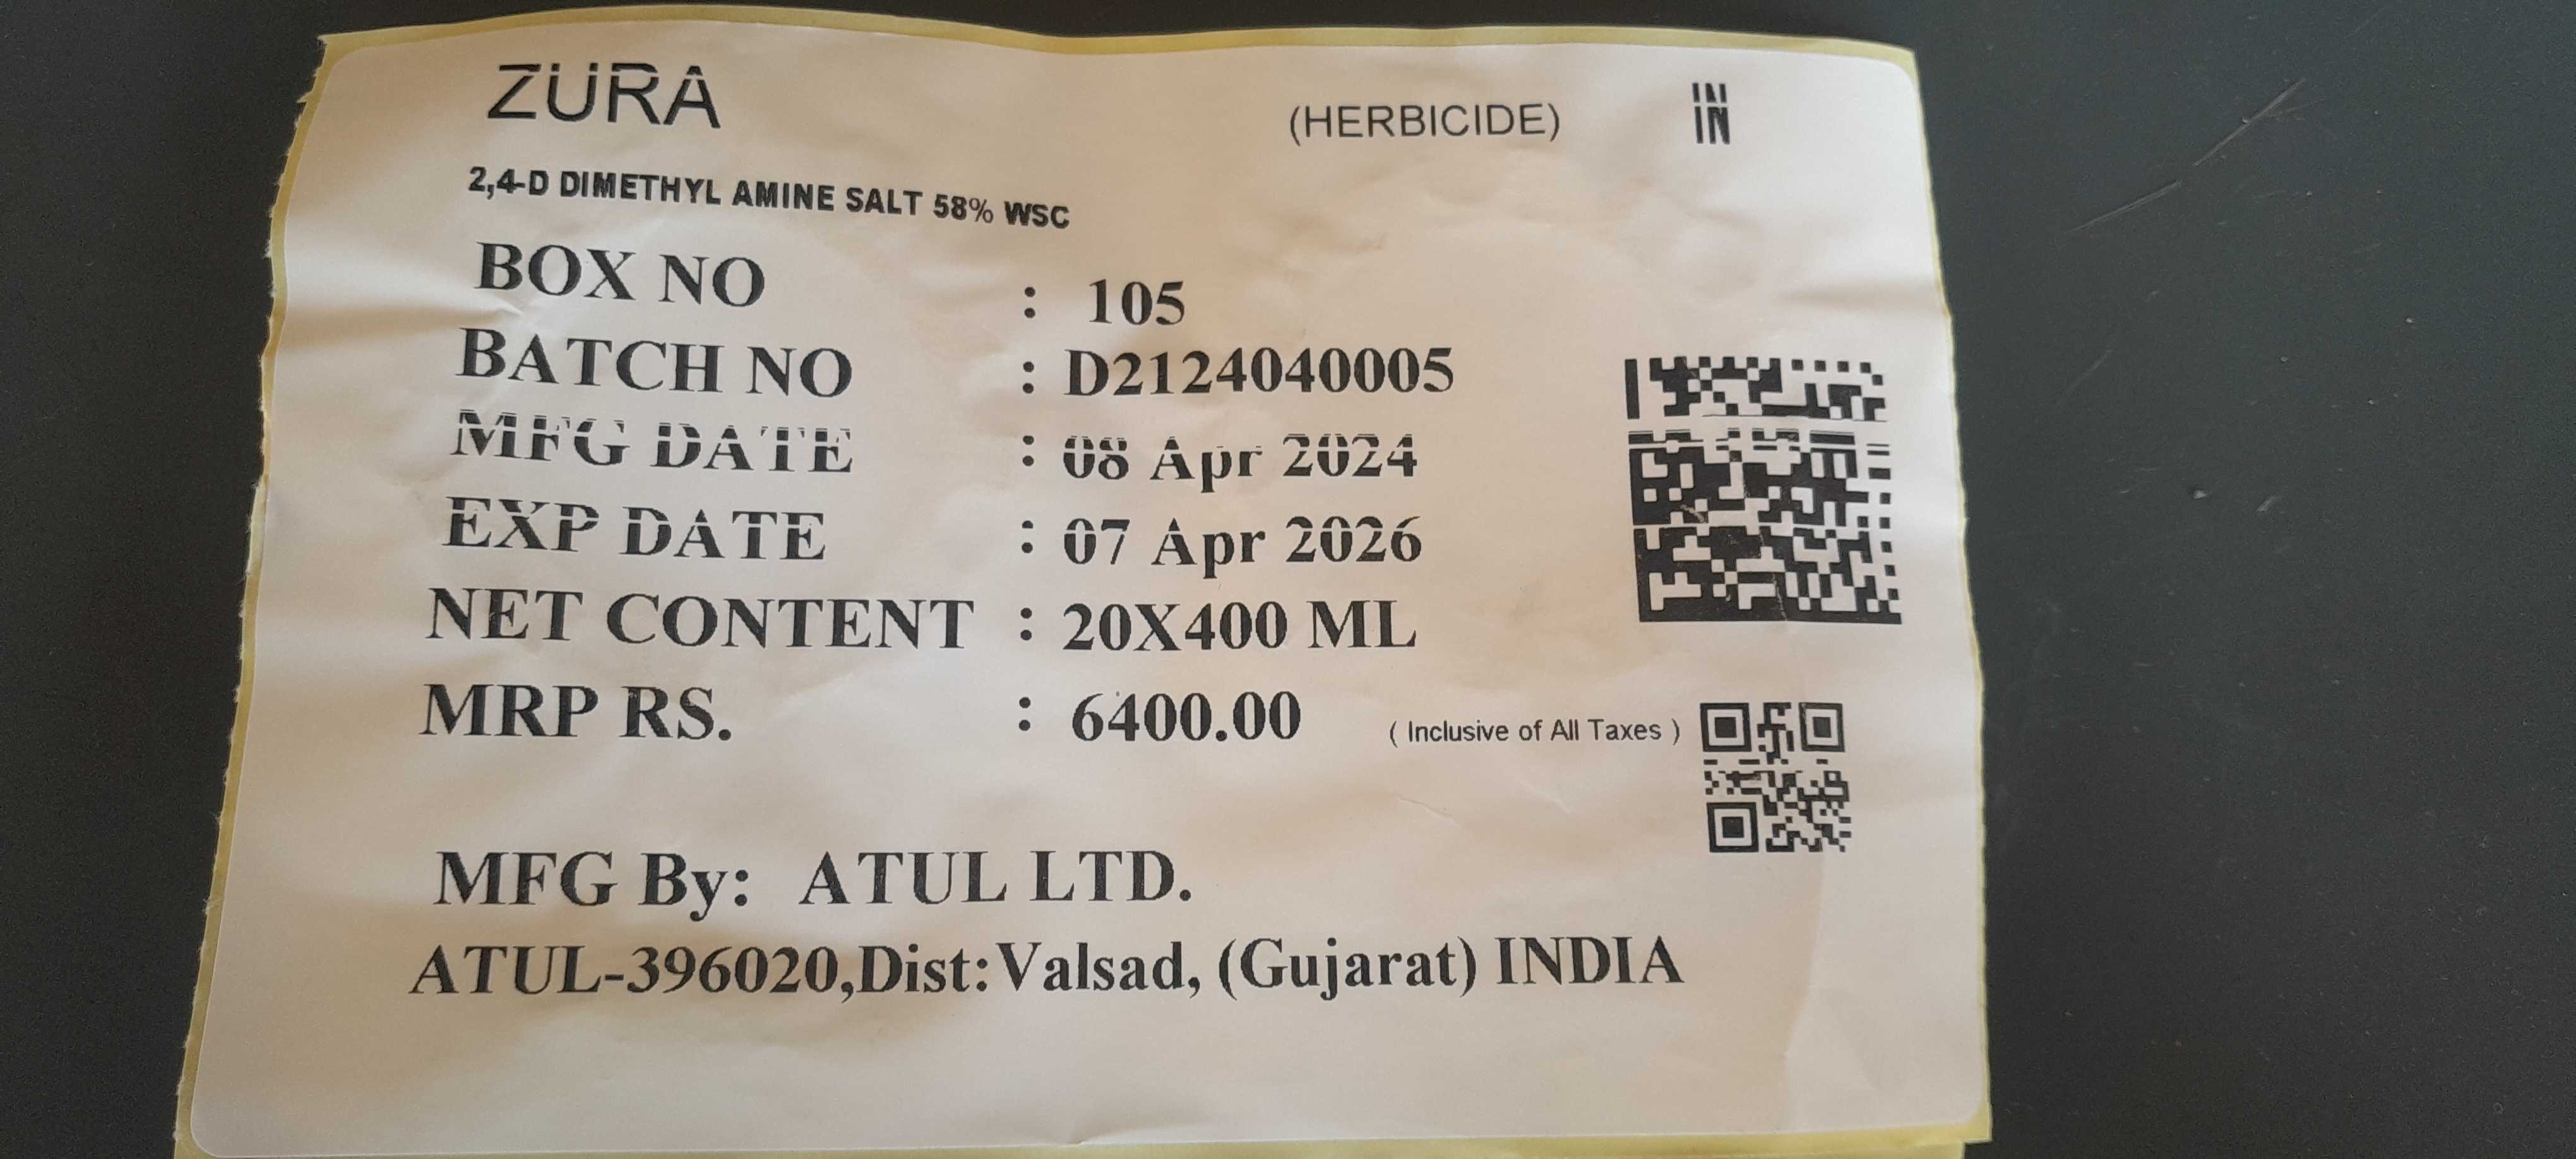 ZURA (HERBICIDE) IN
2,4-D DIMETHYL AMINE SALT 58% WSC
BOX NO : 105
BATCH NO : D2124040005
MFG DATE : 08 Apr 2024
EXP DATE : 07 Apr 2026
NET CONTENT : 20X400 ML
MRP RS. : 6400.00 ( Inclusive of All Taxes )
MFG By: ATUL LTD.
ATUL-396020,Dist:Valsad, (Gujarat) INDIA